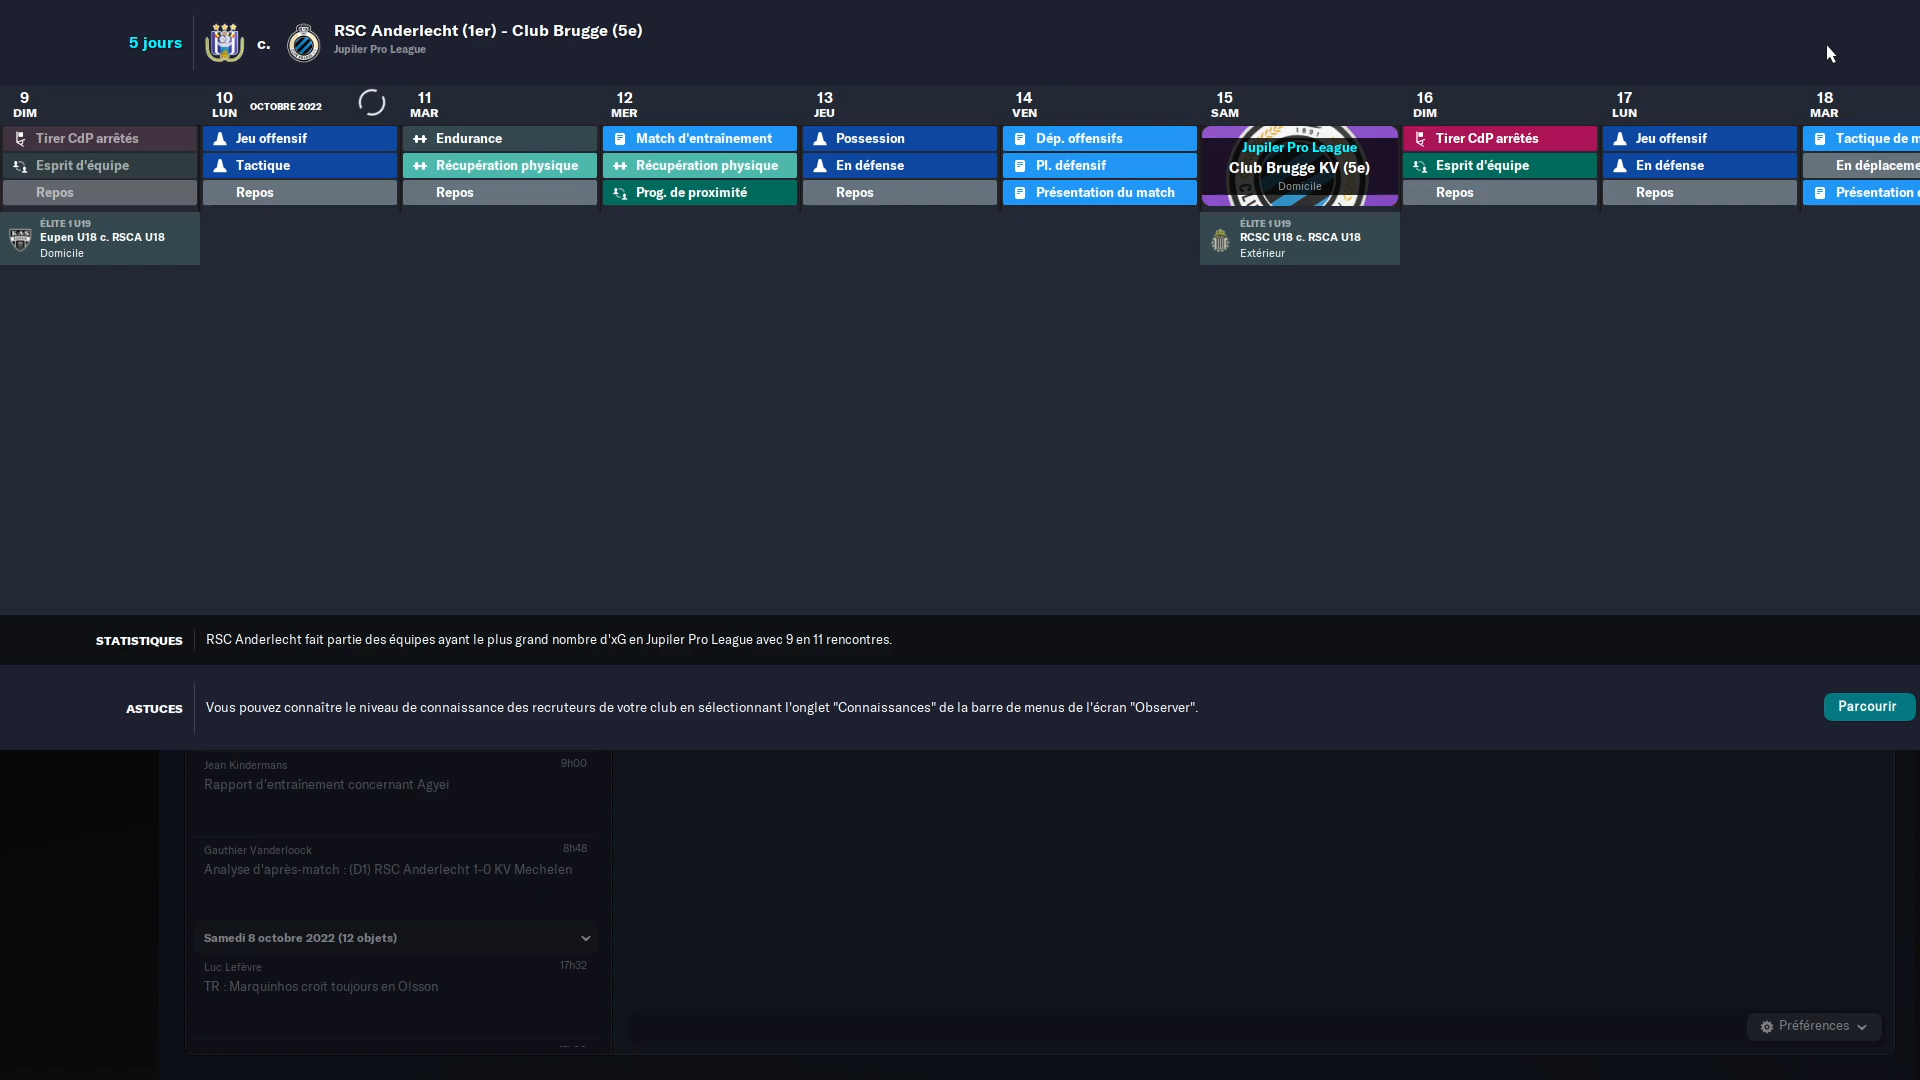 5 jours
c.
RSC Anderlecht (1er) - Club Brugge (5e)
Jupiler Pro League
9
DIM
10
LUN
OCTOBRE 2022
11
MAR
12
MER
13
JEU
14
VEN
15
SAM
16
DIM
17
LUN
18
MAR
Tirer CdP arrêtés
Esprit d'équipe
Repos
ÉLITE 1 U19
Eupen U18 c. RSCA U18
Domicile
Jeu offensif
Tactique
Repos
Endurance
Récupération physique
Repos
Match d'entraînement
Récupération physique
Prog. de proximité
Possession
En défense
Repos
Dép. offensifs
Pl. défensif
Présentation du match
1891
Jupiler Pro League
Club Brugge KV (5e)
Domicile
ÉLITE 1 U19
RCSC U18 c. RSCA U18
Extérieur
Tirer CdP arrêtés
Esprit d'équipe
Repos
Jeu offensif
En défense
Repos
Tactique de m
En déplaceme
Présentation
STATISTIQUES
RSC Anderlecht fait partie des équipes ayant le plus grand nombre d'xG en Jupiler Pro League avec 9 en 11 rencontres.
ASTUCES
Vous pouvez connaître le niveau de connaissance des recruteurs de votre club en sélectionnant l'onglet "Connaissances" de la barre de menus de l'écran "Observer".
Parcourir
Jean Kindermans
9h00
Rapport d'entraînement concernant Agyei
Gauthier Vanderloock
8h48
Analyse d'après-match : (D1) RSC Anderlecht 1-0 KV Mechelen
Samedi 8 octobre 2022 (12 objets)
Luc Lefèvre
17h32
TR : Marquinhos croit toujours en Olsson
Préférences